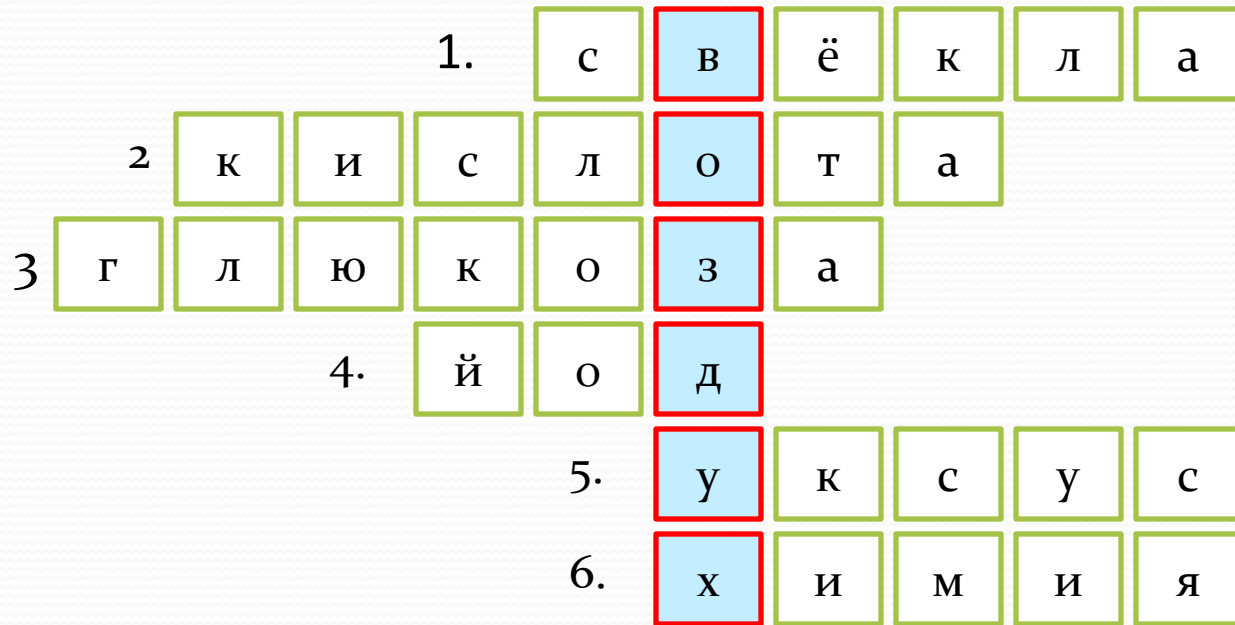 1. свёкла
2 кислота
3 глюкоза
4. йод
5. уксус
6. химия